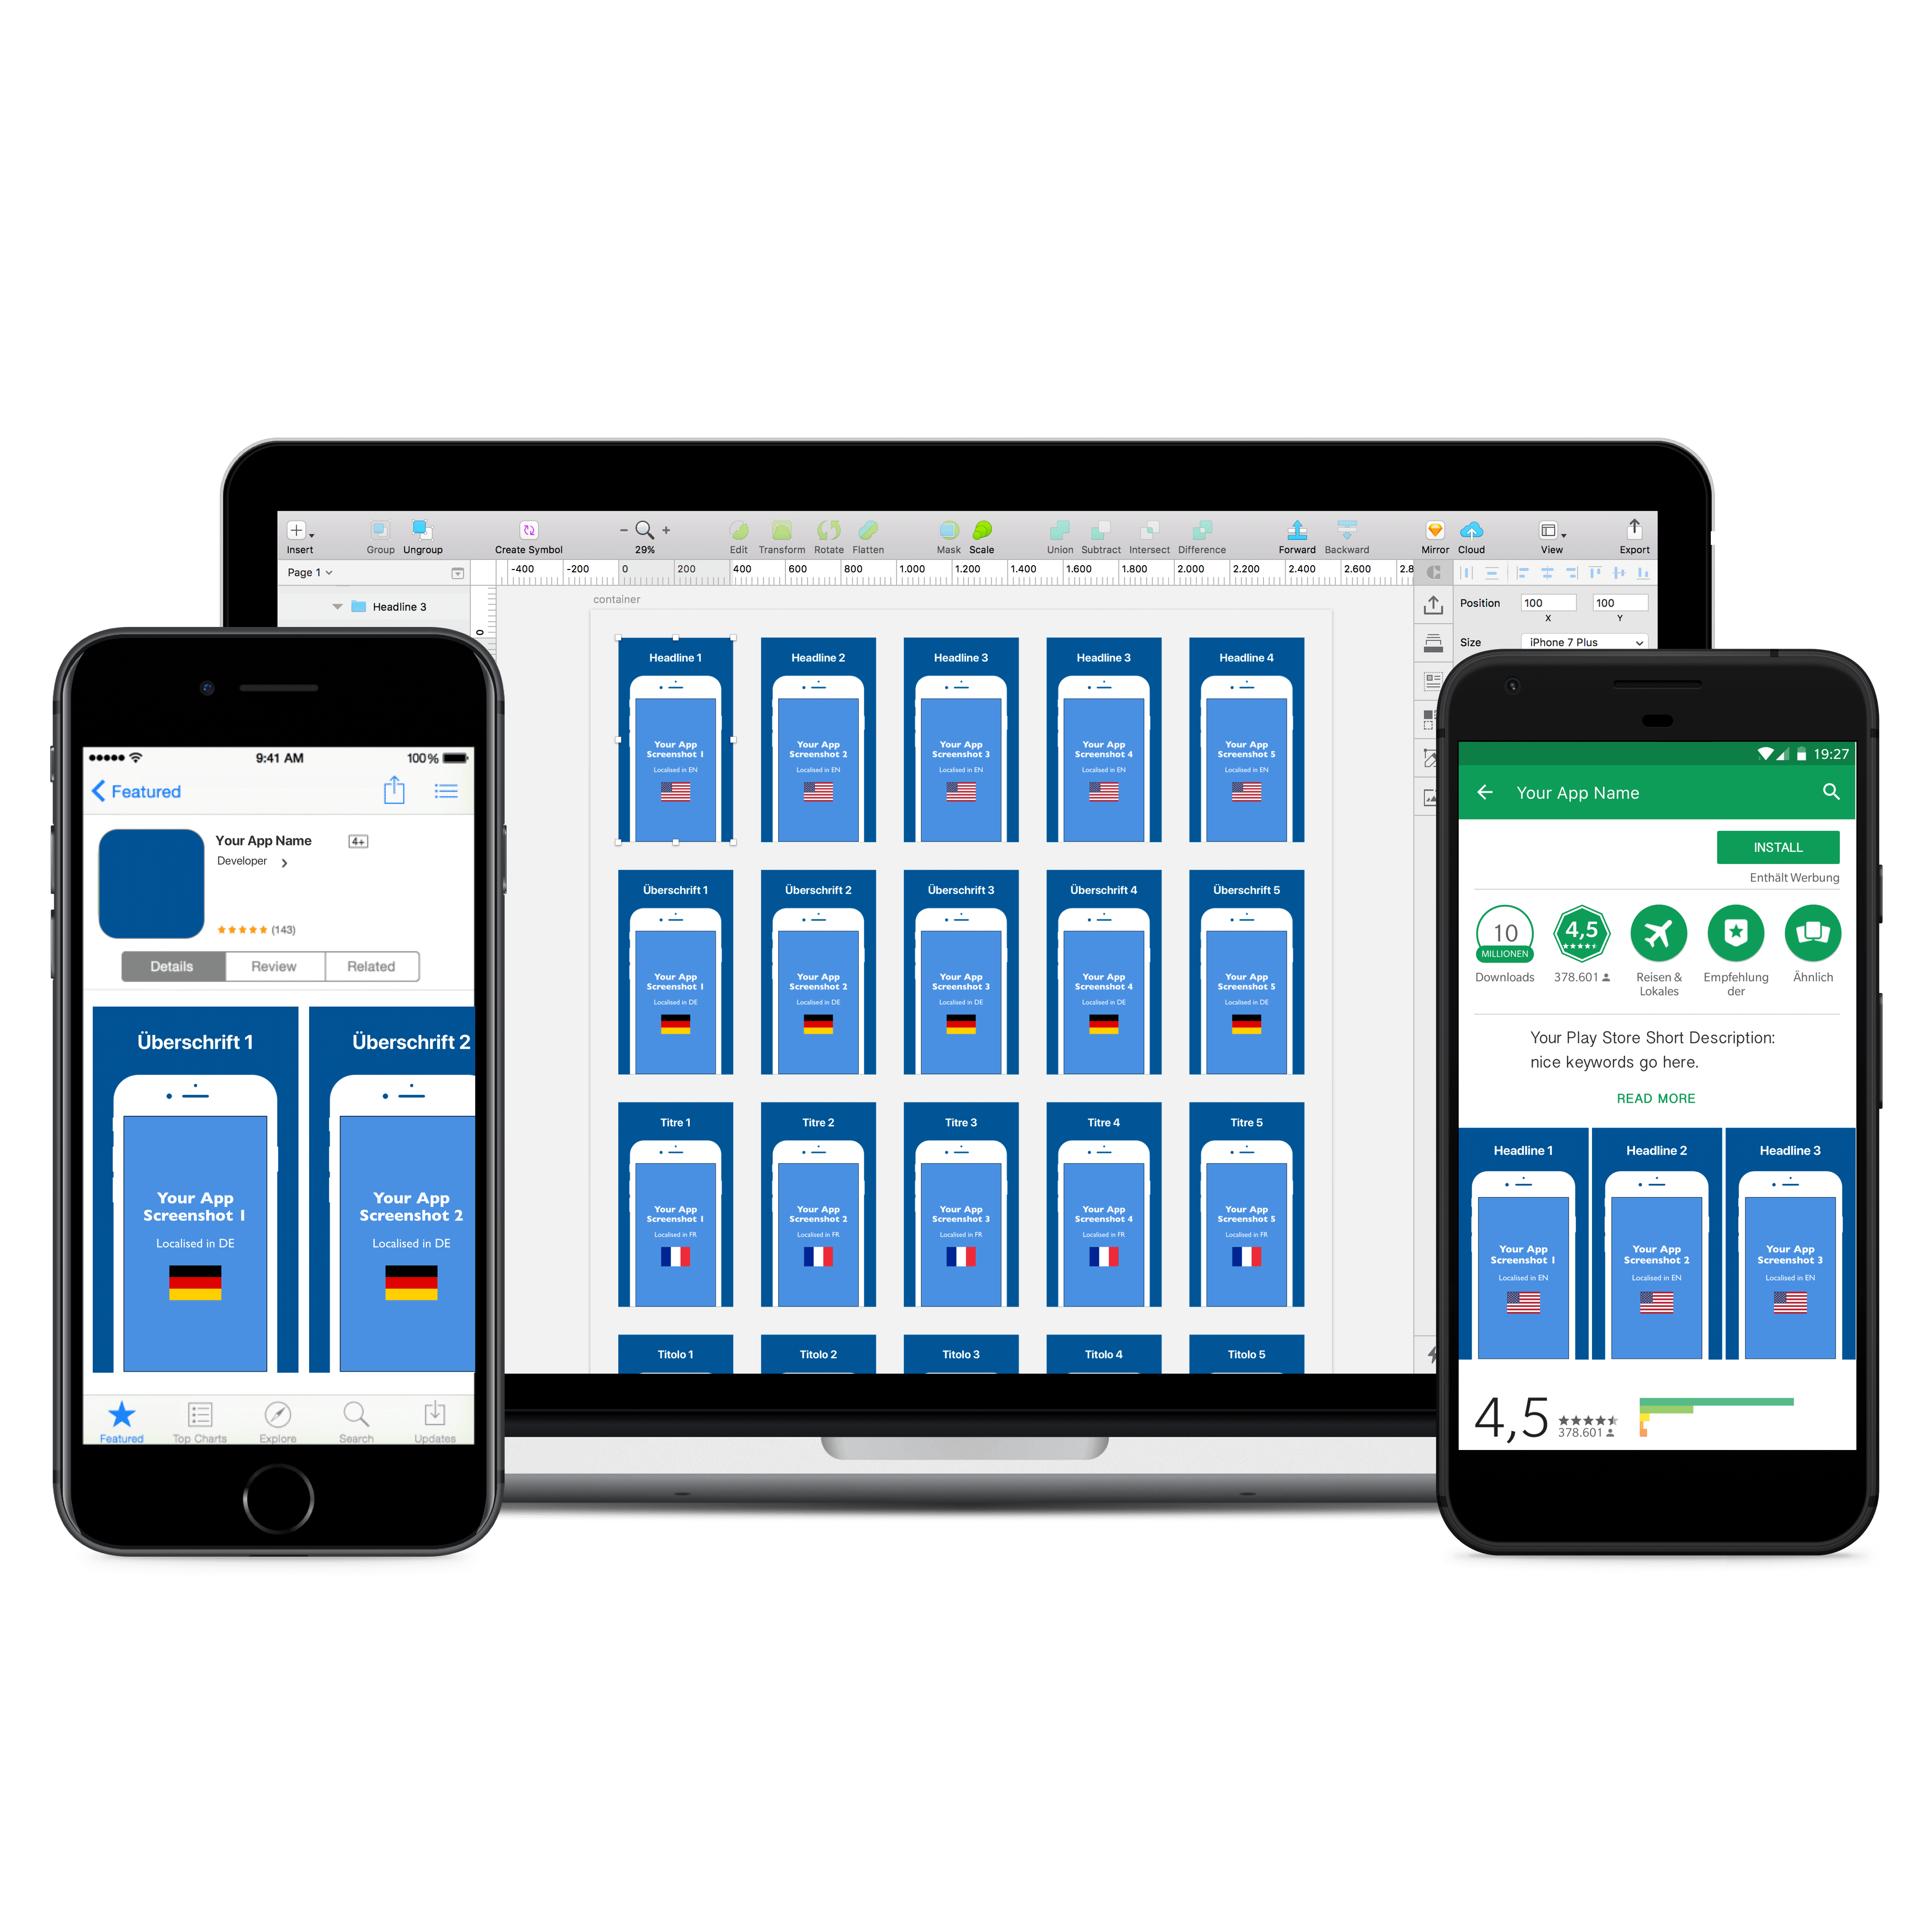 Insert
Group
Ungroup
Create Symbol
29%
Edit
Transform
Rotate
Flatten
Mask
Scale
Union
Subtract
Intersect
Difference
Forward
Backward
Mirror
Cloud
View
Export
Page 1
-400 -200 0 200 400 600 800 1.000 1.200 1.400 1.600 1.800 2.000 2.200 2.400 2.600 2.8
Headline 3
0
container
Position 100 100
X Y
Size iPhone 7 Plus
Headline 1
Your App
Screenshot 1
Localised in EN
Headline 2
Your App
Screenshot 2
Localised in EN
Headline 3
Your App
Screenshot 3
Localised in EN
Headline 3
Your App
Screenshot 4
Localised in EN
Headline 4
Your App
Screenshot 5
Localised in EN
Überschrift 1
Your App
Screenshot 1
Localised in DE
Überschrift 2
Your App
Screenshot 2
Localised in DE
Überschrift 3
Your App
Screenshot 3
Localised in DE
Überschrift 4
Your App
Screenshot 4
Localised in DE
Überschrift 5
Your App
Screenshot 5
Localised in DE
Titre 1
Your App
Screenshot 1
Localised in FR
Titre 2
Your App
Screenshot 2
Localised in FR
Titre 3
Your App
Screenshot 3
Localised in FR
Titre 4
Your App
Screenshot 4
Localised in FR
Titre 5
Your App
Screenshot 5
Localised in FR
Titolo 1
Titolo 2
Titolo 3
Titolo 4
Titolo 5
9:41 AM
100%
Featured
Your App Name
4+
Developer
(143)
Details
Review
Related
Überschrift 1
Your App
Screenshot 1
Localised in DE
Überschrift 2
Your App
Screenshot 2
Localised in DE
Featured
Top Charts
Explore
Search
Updates
19:27
Your App Name
INSTALL
Enthält Werbung
10
MILLIONEN
Downloads
4,5
378.601
Reisen &
Lokales
Empfehlung
der
Ähnlich
Your Play Store Short Description:
nice keywords go here.
READ MORE
Headline 1
Your App
Screenshot 1
Localised in EN
Headline 2
Your App
Screenshot 2
Localised in EN
Headline 3
Your App
Screenshot 3
Localised in EN
4,5
378.601